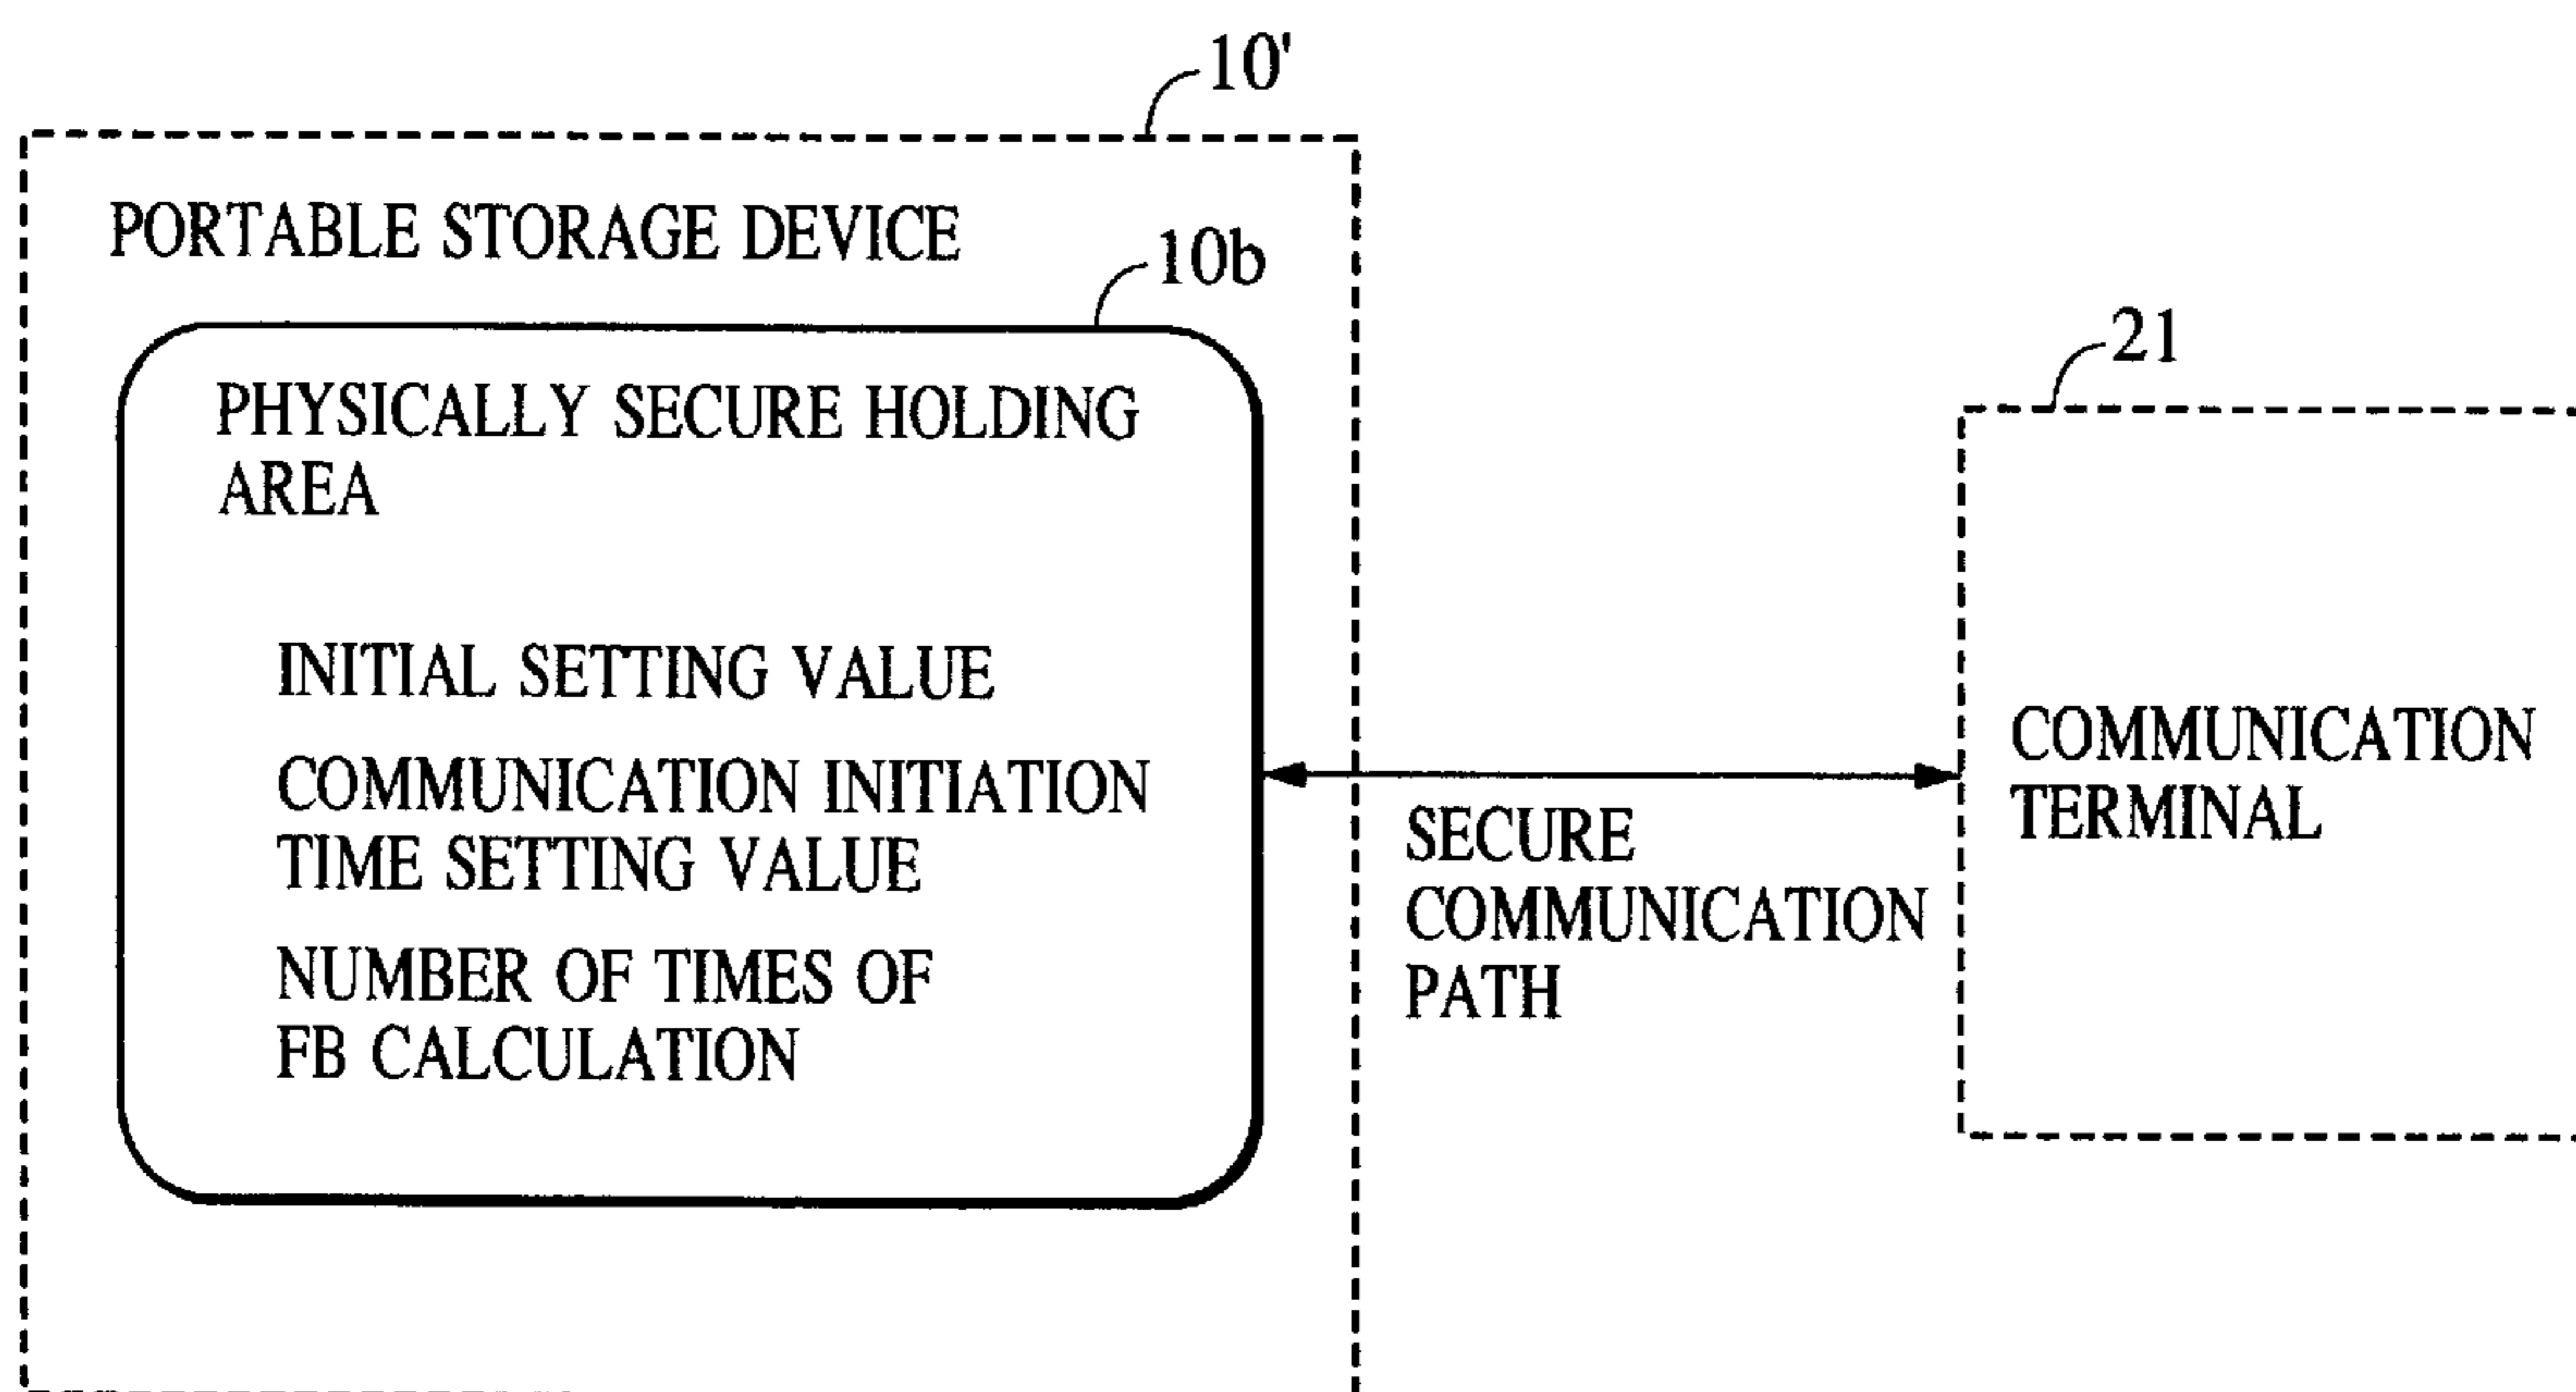 10'
PORTABLE STORAGE DEVICE
10b
PHYSICALLY SECURE HOLDING
AREA
INITIAL SETTING VALUE
COMMUNICATION INITIATION
TIME SETTING VALUE
NUMBER OF TIMES OF
FB CALCULATION
SECURE
COMMUNICATION
PATH
21
COMMUNICATION
TERMINAL